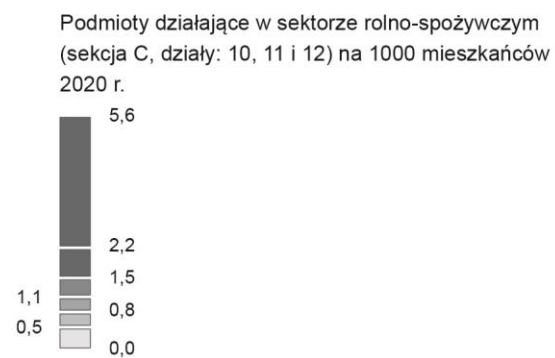 Podmioty działające w sektorze rolno-spożywczym
(sekcja C, działy: 10, 11 i 12) na 1000 mieszkańców
2020 r.
5,6
2,2
1,5
1,1
0,8
0,5
0,0